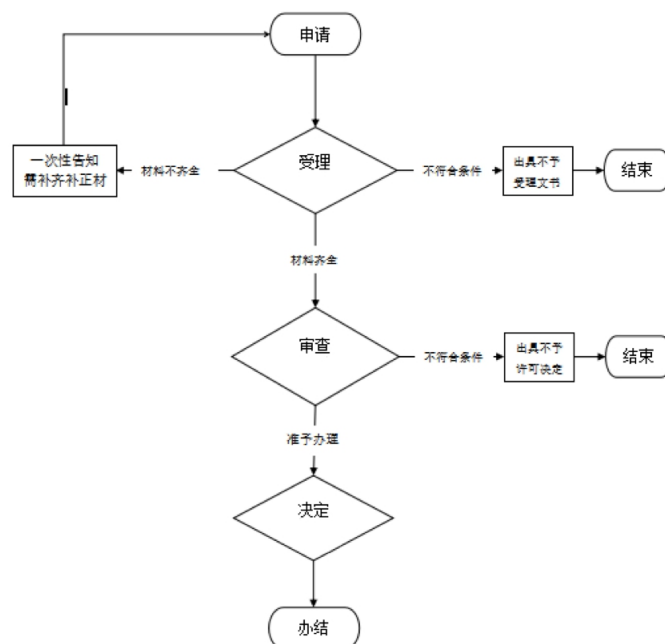 申请
受理
一次性告知
需补齐补正材
材料不齐全
不符合条件
出具不予
受理文书
结束
材料齐全
审查
不符合条件
出具不予
许可决定
结束
准予办理
决定
办结